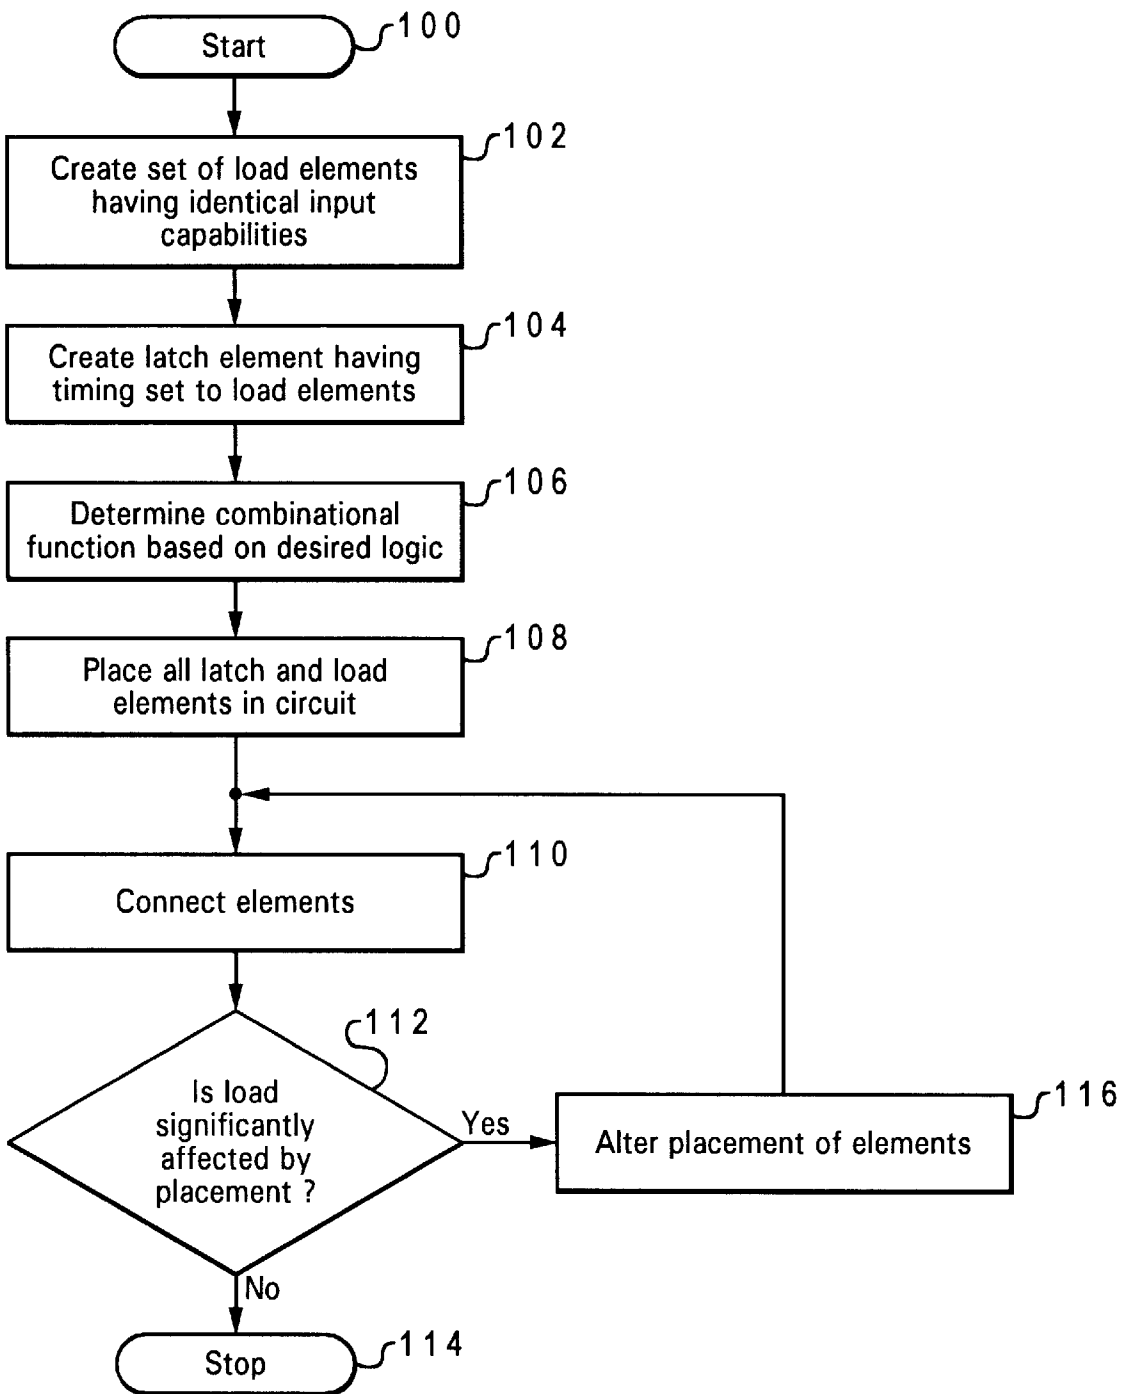 Start
100
102
Create set of load elements
having identical input
capabilities
104
Create latch element having
timing set to load elements
106
Determine combinational
function based on desired logic
108
Place all latch and load
elements in circuit
110
Connect elements
112
Is load
significantly
affected by
placement ?
Yes
116
Alter placement of elements
No
Stop
114